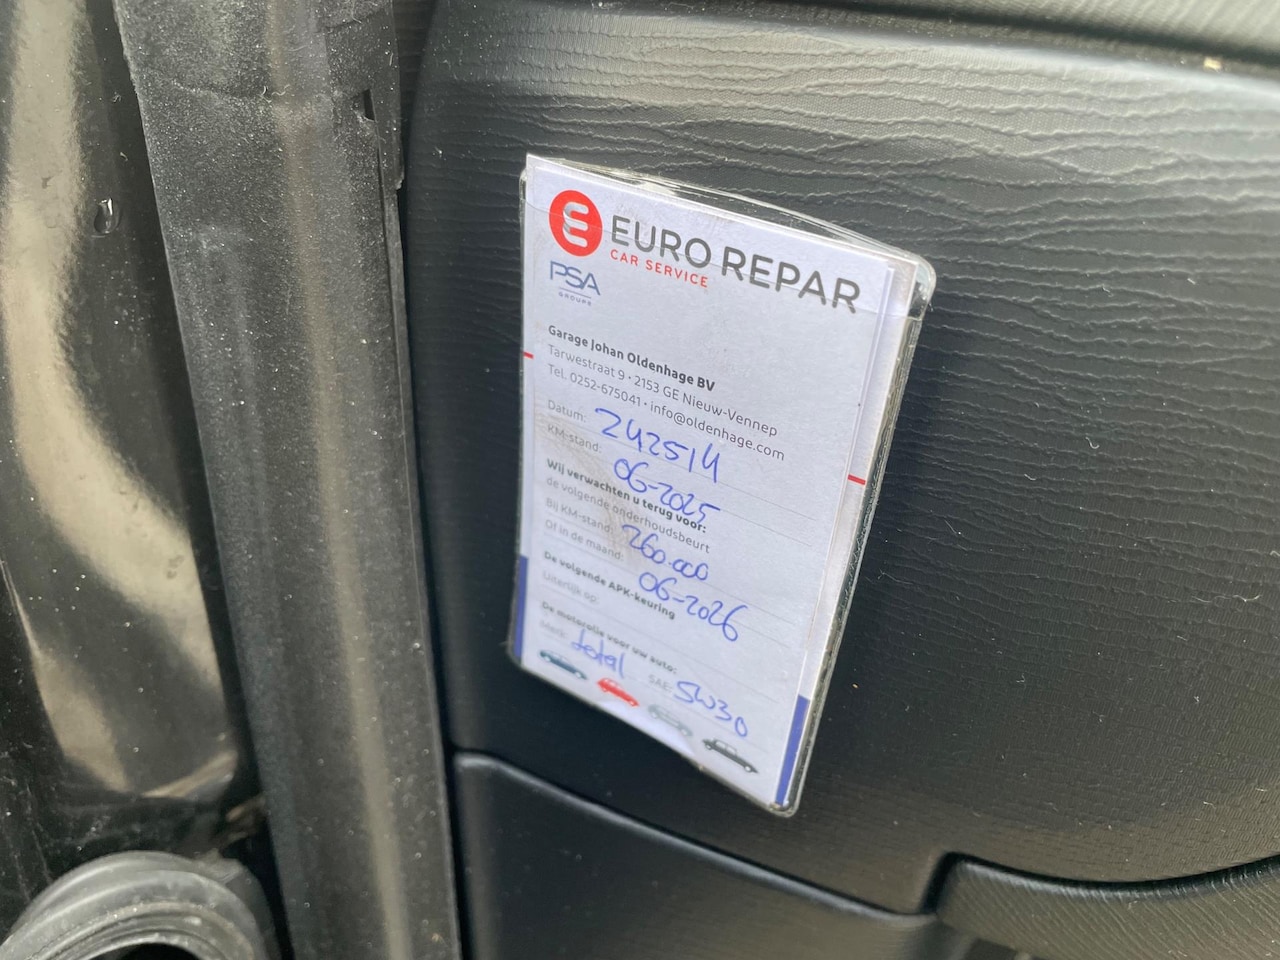 EURO REPAR
CAR SERVICE
PSA
GROUPE
Garage Johan Oldenhage BV
Tarwestraat 9 • 2153 GE Nieuw-Vennep
Tel. 0252-675041 • info@oldenhage.com
Datum: 242514
KM-stand: 06-2025
Wij verwachten u terug voor:
de volgende onderhoudsbeurt
Bij KM-stand: 260.000
Of in de maand: 06-2026
De volgende APK-keuring
Uiterlijk op:
De motorolie voor uw auto:
Merk: total SAE: 5W30